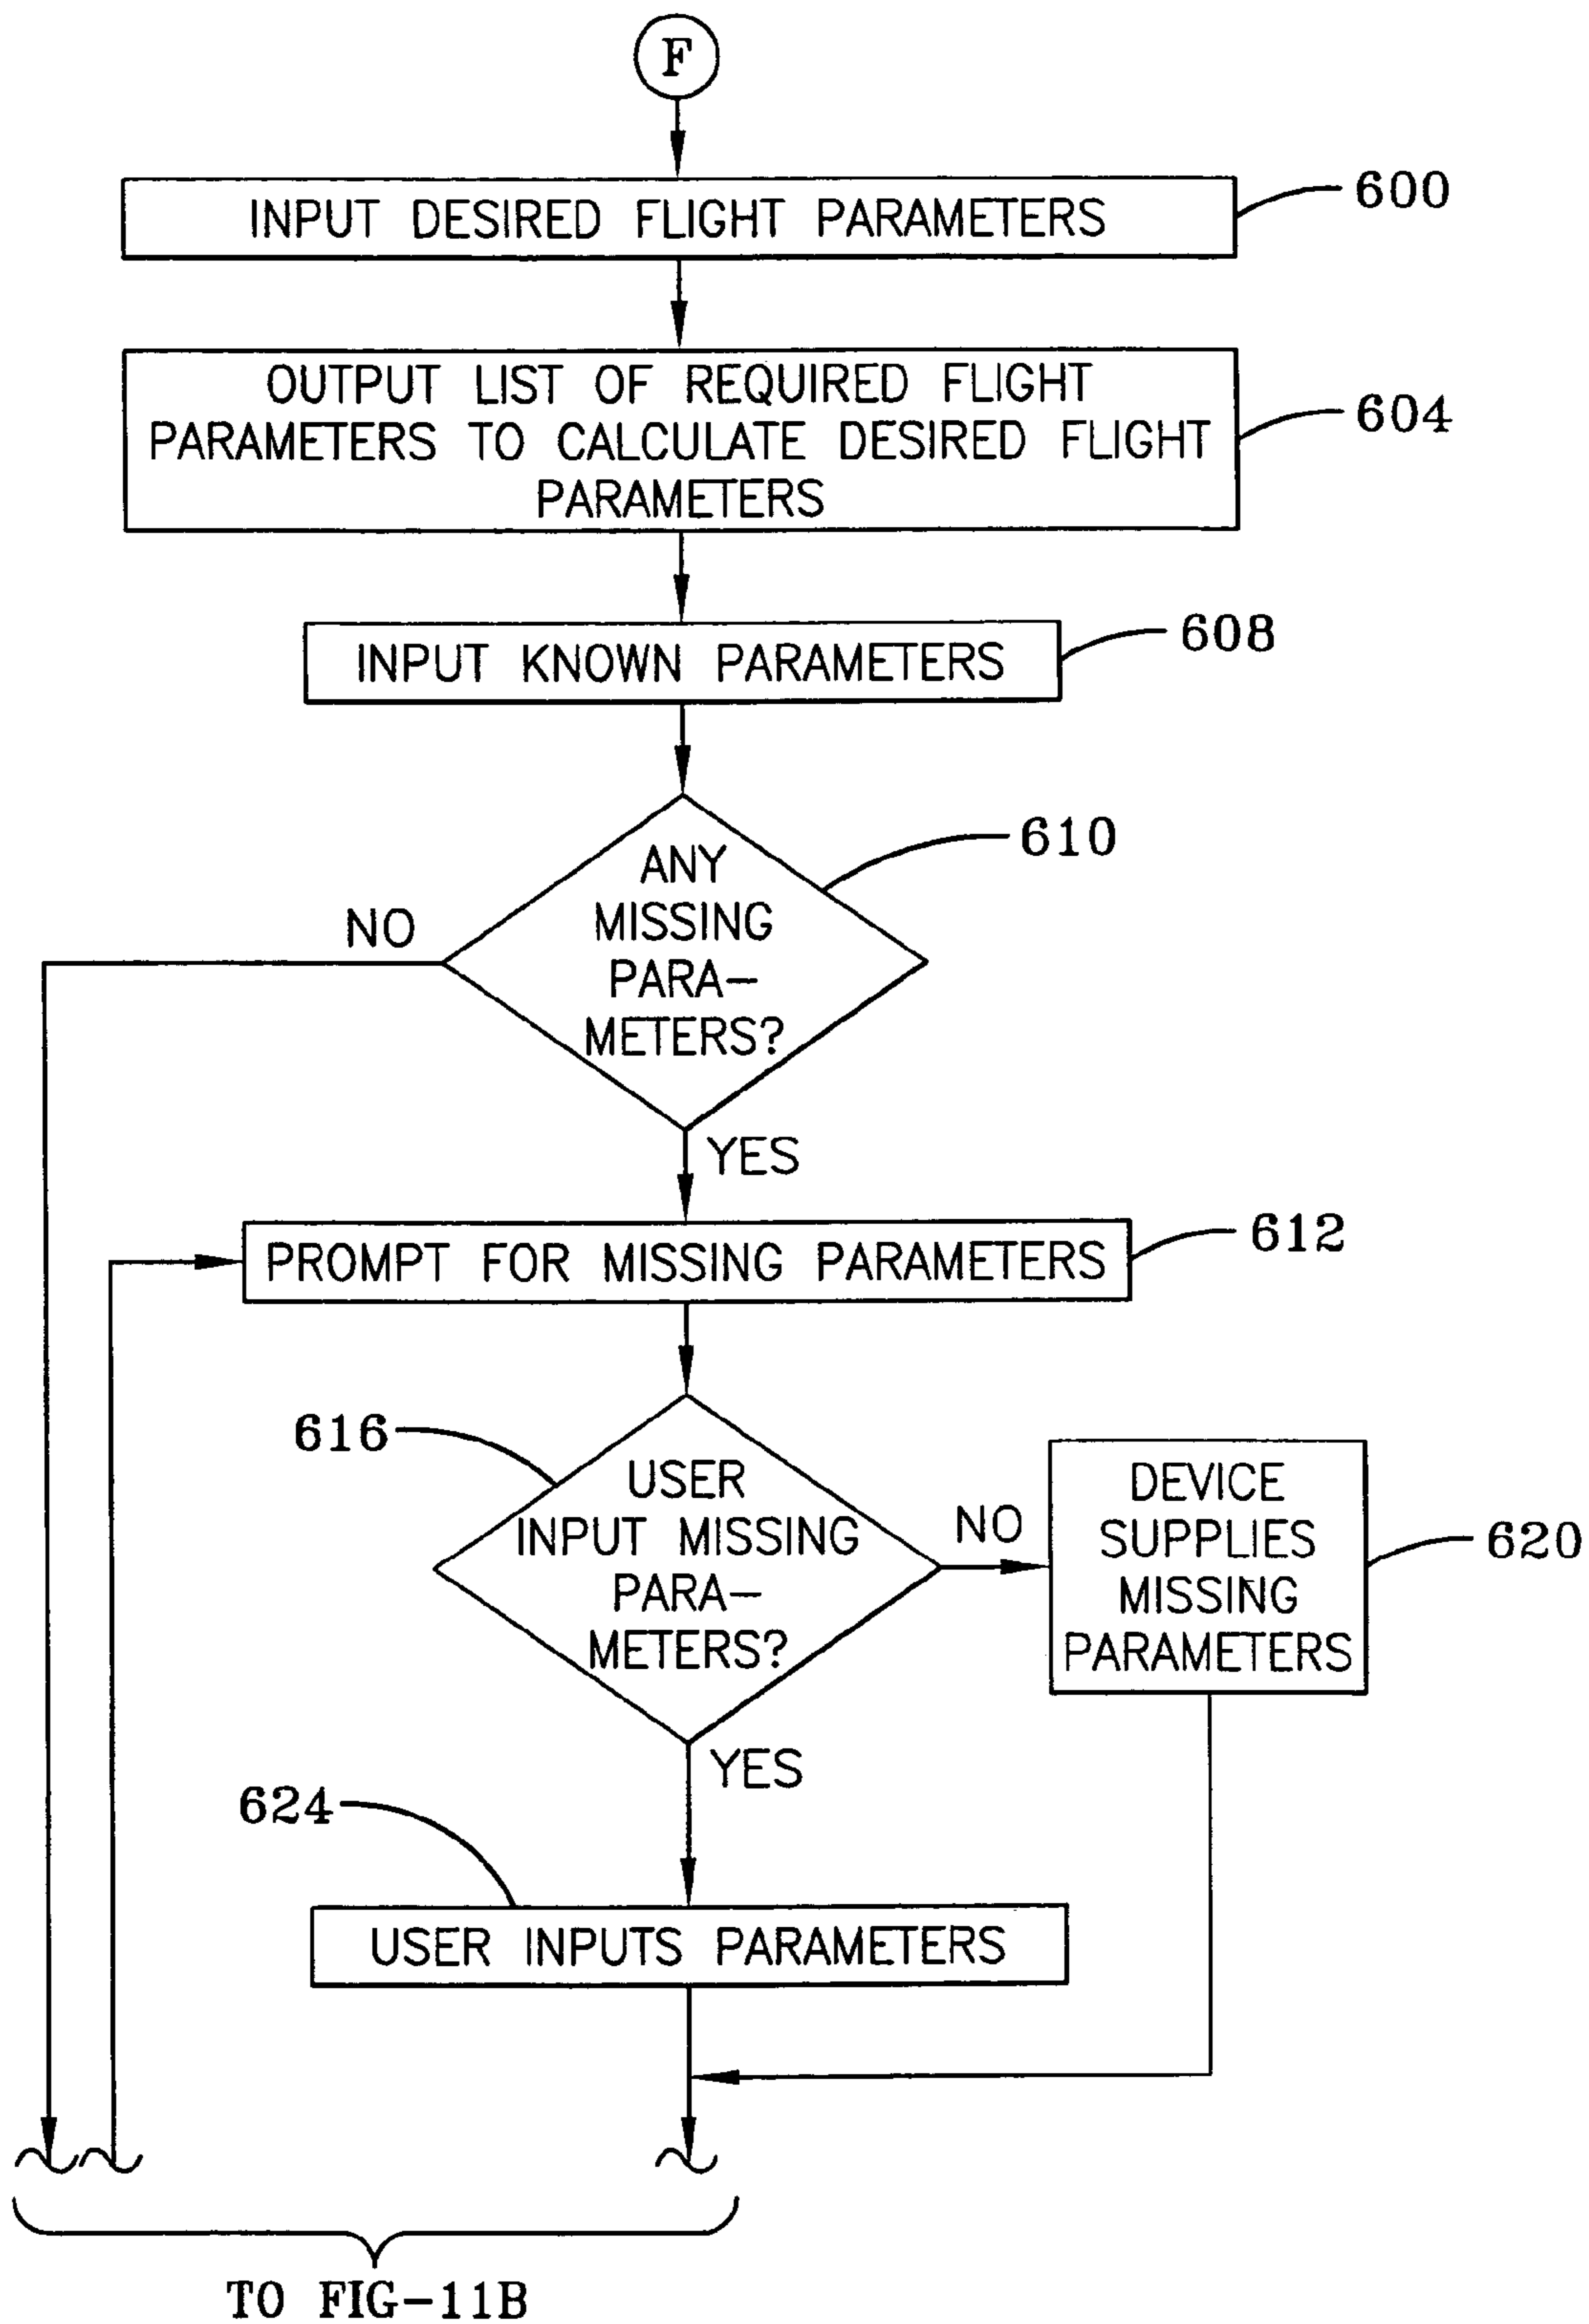 F
INPUT DESIRED FLIGHT PARAMETERS
600
OUTPUT LIST OF REQUIRED FLIGHT
PARAMETERS TO CALCULATE DESIRED FLIGHT
PARAMETERS
604
INPUT KNOWN PARAMETERS
608
ANY
MISSING
PARA-
METERS?
610
NO
YES
PROMPT FOR MISSING PARAMETERS
612
616
USER
INPUT MISSING
PARA-
METERS?
NO
DEVICE
SUPPLIES
MISSING
PARAMETERS
620
YES
624
USER INPUTS PARAMETERS
TO FIG-11B